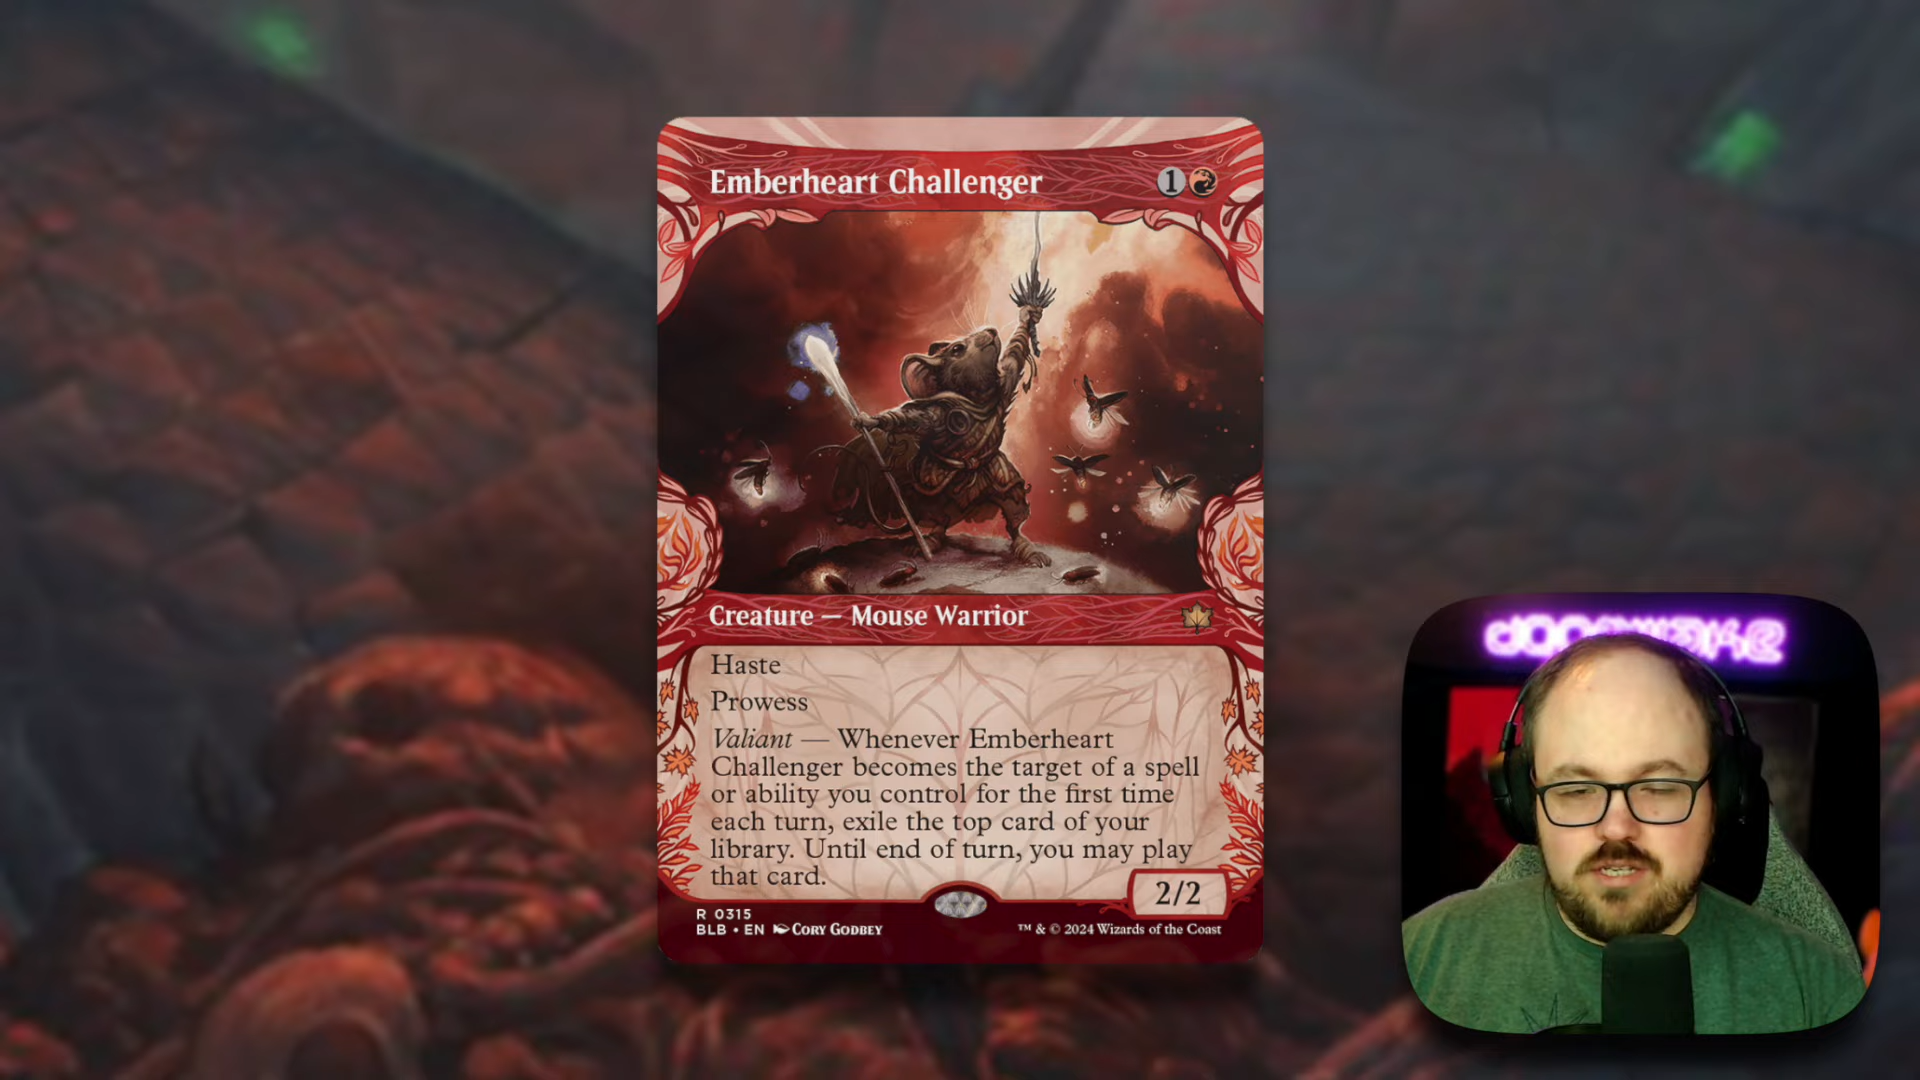 Emberheart Challenger 1
Creature — Mouse Warrior
Haste
Prowess
Valiant — Whenever Emberheart
Challenger becomes the target of a spell
or ability you control for the first time
each turn, exile the top card of your
library. Until end of turn, you may play
that card.
2/2
R 0315
BLB • EN CORY GODBEY
™ & © 2024 Wizards of the Coast